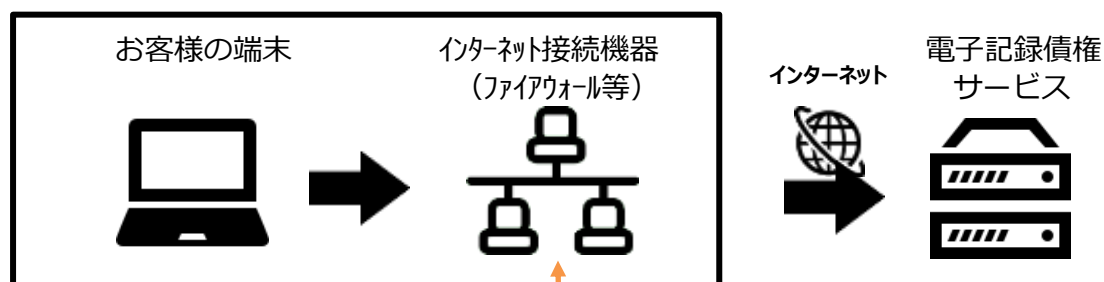 お客様の端末
インターネット接続機器
（ファイアウォール等）
インターネット
電子記録債権
サービス